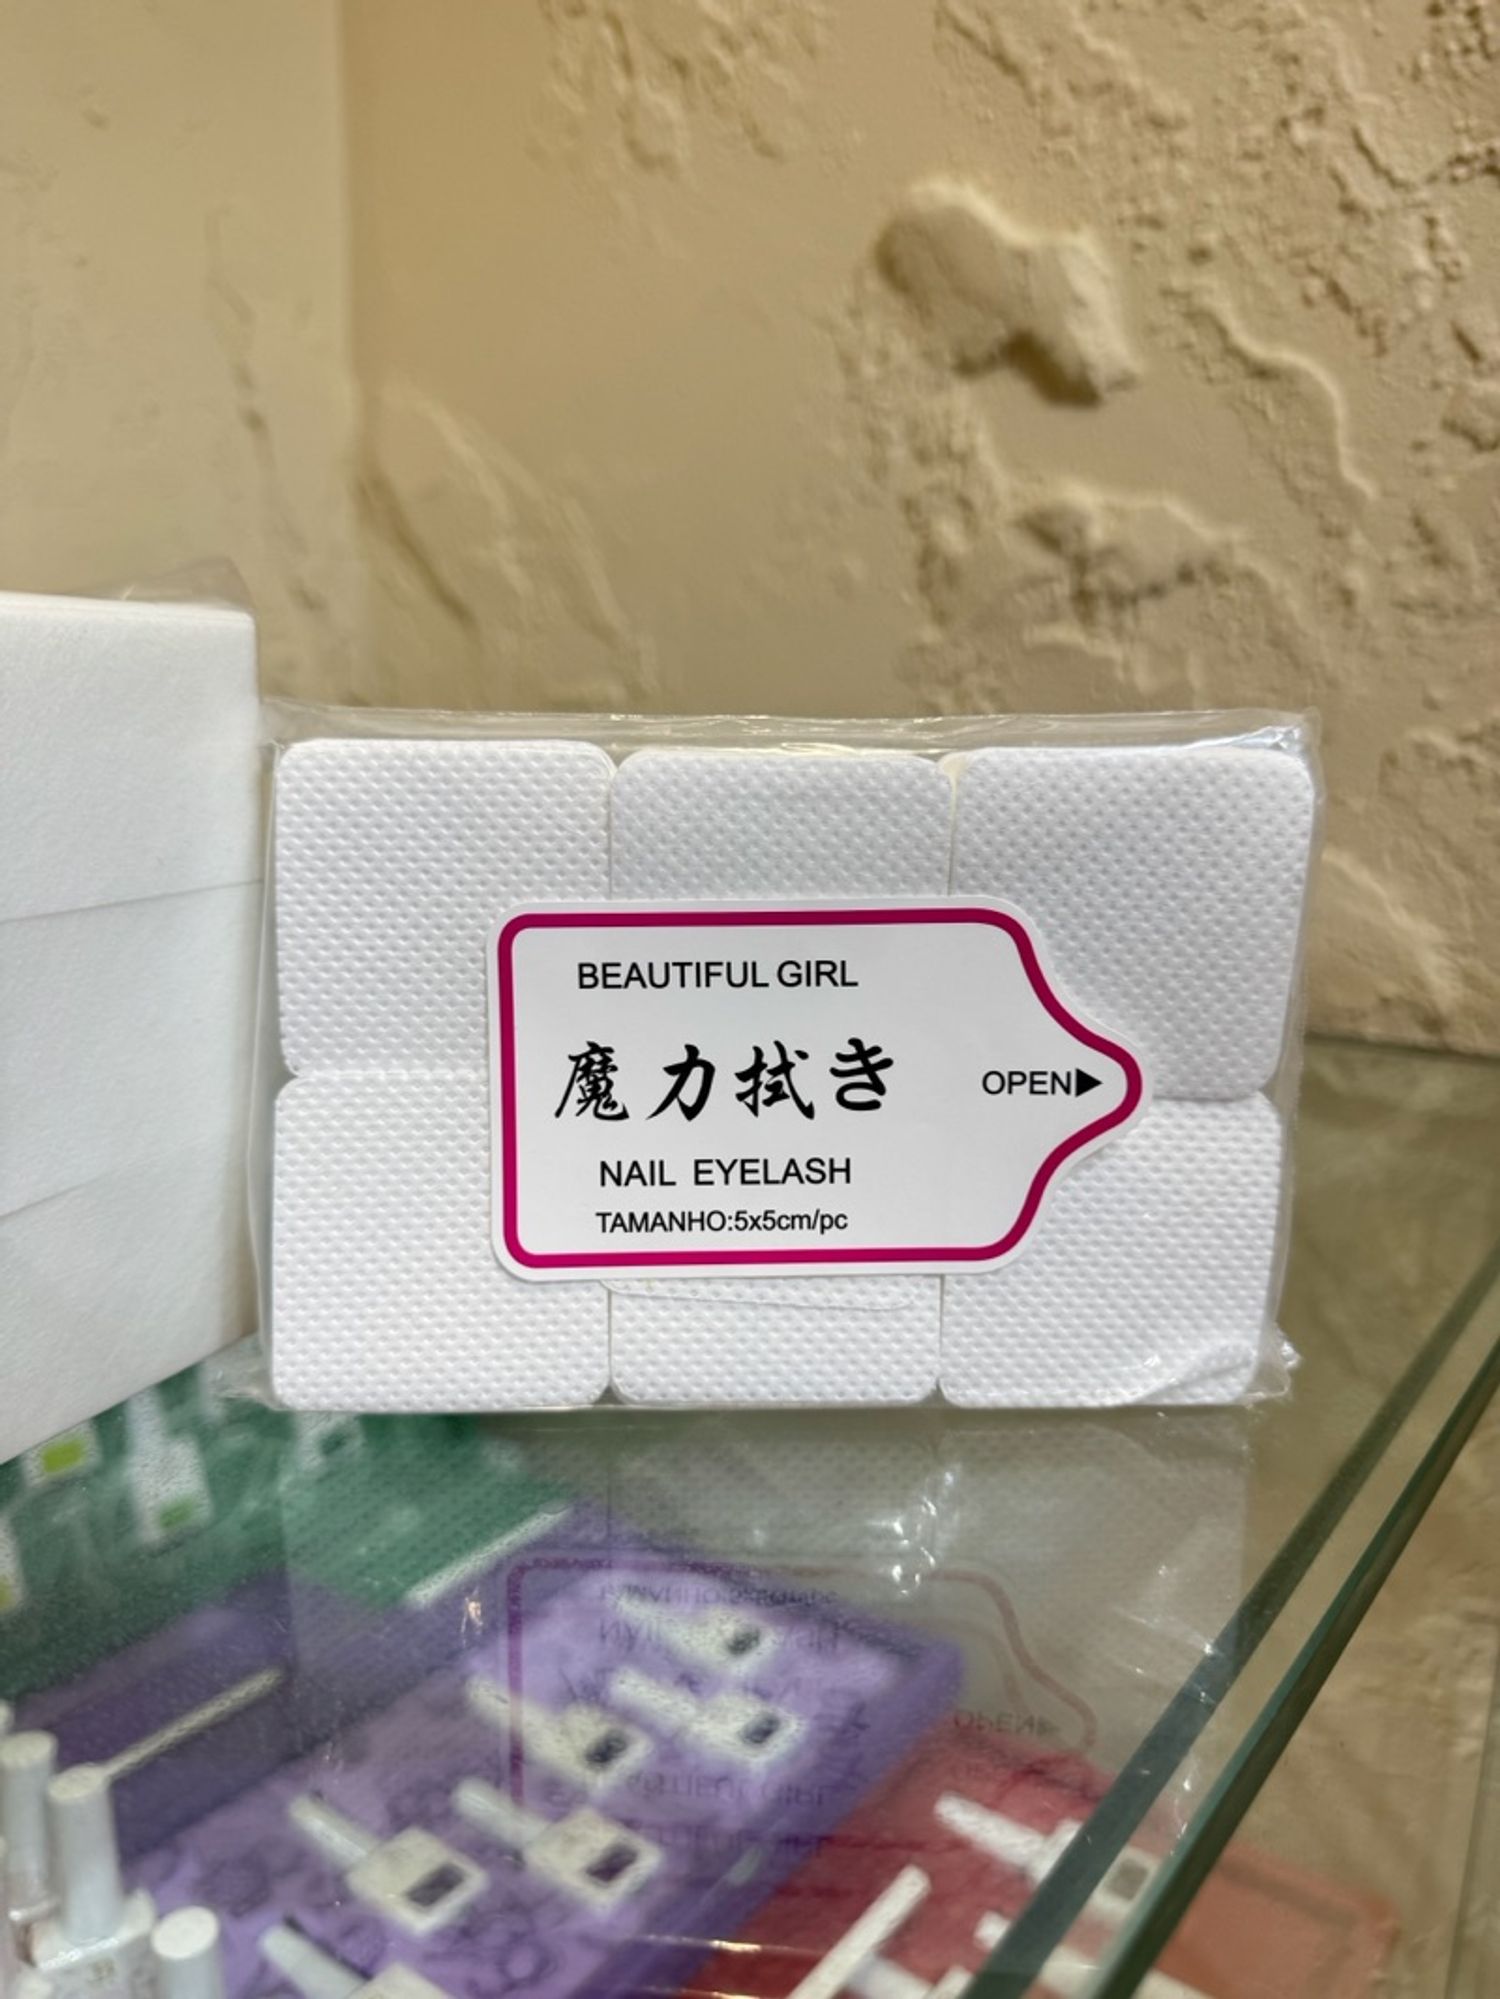 BEAUTIFUL GIRL
魔力拭き
OPEN▶
NAIL EYELASH
TAMANHO:5x5cm/pc